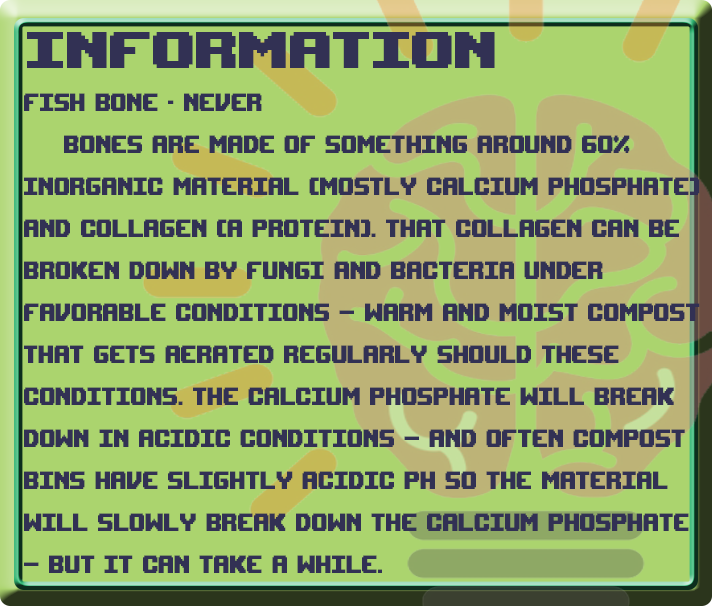 INFORMATION
FISH BONE - NEVER
BONES ARE MADE OF SOMETHING AROUND 60%
INORGANIC MATERIAL (MOSTLY CALCIUM PHOSPHATE)
AND COLLAGEN (A PROTEIN). THAT COLLAGEN CAN BE
BROKEN DOWN BY FUNGI AND BACTERIA UNDER
FAVORABLE CONDITIONS – WARM AND MOIST COMPOST
THAT GETS AERATED REGULARLY SHOULD THESE
CONDITIONS. THE CALCIUM PHOSPHATE WILL BREAK
DOWN IN ACIDIC CONDITIONS – AND OFTEN COMPOST
BINS HAVE SLIGHTLY ACIDIC PH SO THE MATERIAL
WILL SLOWLY BREAK DOWN THE CALCIUM PHOSPHATE
– BUT IT CAN TAKE A WHILE.